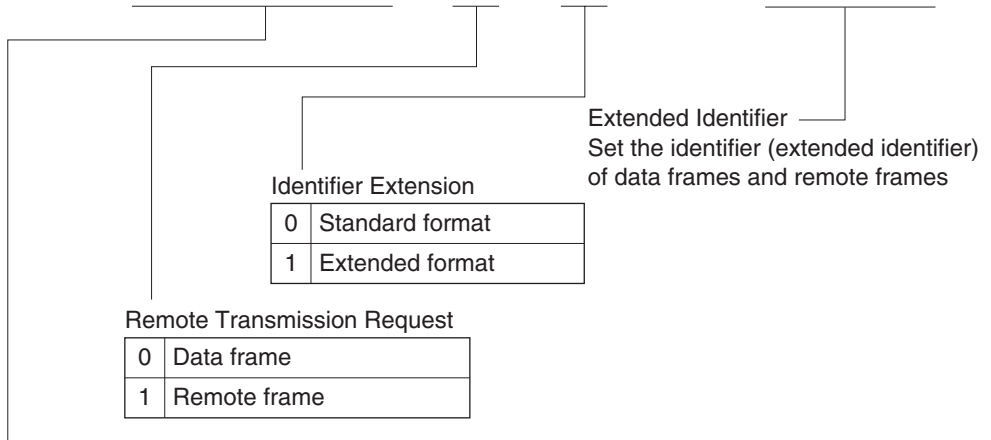 Extended Identifier
Set the identifier (extended identifier)
of data frames and remote frames
Identifier Extension
0 Standard format
1 Extended format
Remote Transmission Request
0 Data frame
1 Remote frame